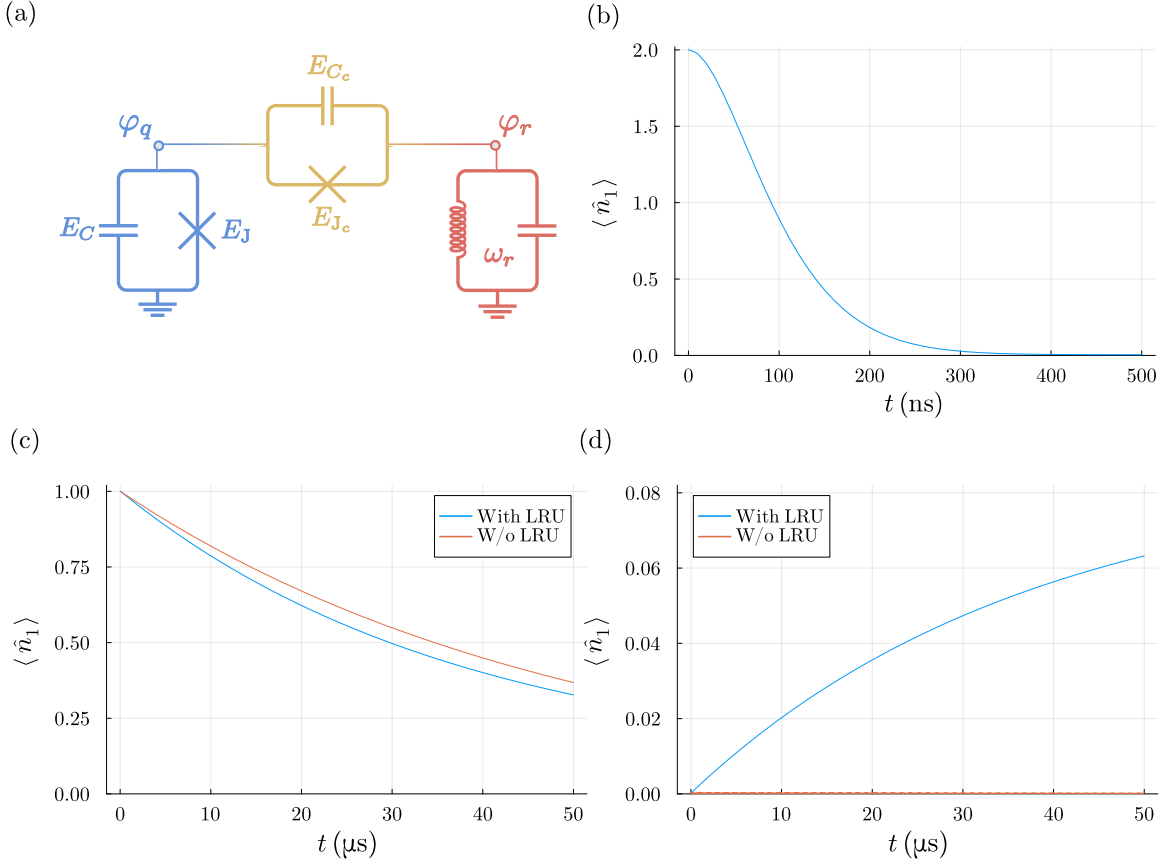 (a)
E_{C_c}
φ_q
φ_r
E_C
E_J
E_{J_c}
ω_r
(b)
2.0
1.5
1.0
0.5
0.0
⟨n̂₁⟩
0 100 200 300 400 500
t (ns)
(c)
1.00
0.75
0.50
0.25
0.00
⟨n̂₁⟩
With LRU
W/o LRU
0 10 20 30 40 50
t (μs)
(d)
0.08
0.06
0.04
0.02
0.00
⟨n̂₁⟩
With LRU
W/o LRU
0 10 20 30 40 50
t (μs)